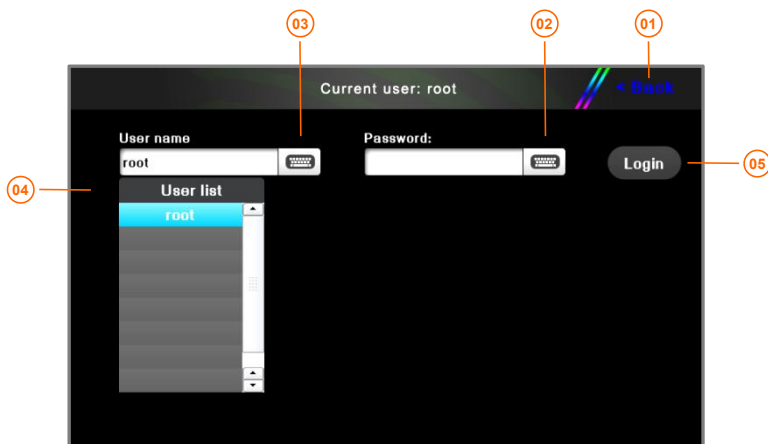 03
02
01
Current user: root
< Back
User name
Password:
root
Login
05
04
User list
root